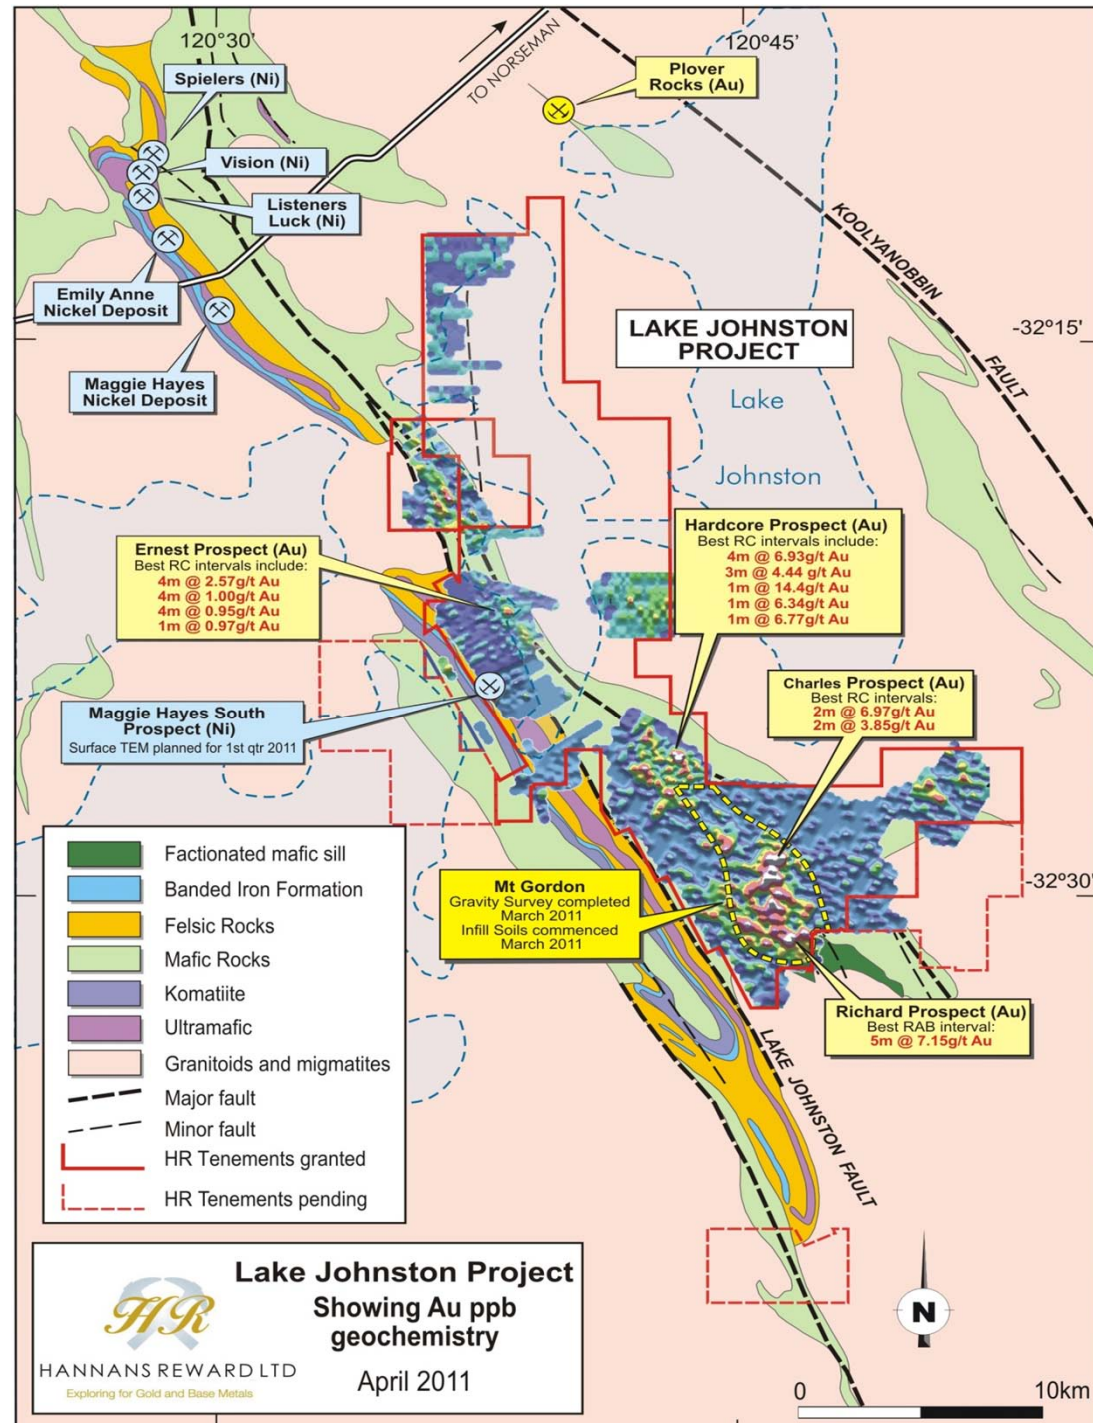 120º30'
120º45'
TO NORSEMAN
Spielers (Ni)
Plover
Rocks (Au)
Vision (Ni)
Listeners
Luck (Ni)
KOOLYANOBBIN
FAULT
Emily Anne
Nickel Deposit
LAKE JOHNSTON
PROJECT
-32º15'
Maggie Hayes
Nickel Deposit
Lake
Johnston
Hardcore Prospect (Au)
Best RC intervals include:
4m @ 6.93g/t Au
3m @ 4.44 g/t Au
1m @ 14.4g/t Au
1m @ 6.34g/t Au
1m @ 6.77g/t Au
Ernest Prospect (Au)
Best RC intervals include:
4m @ 2.57g/t Au
4m @ 1.00g/t Au
4m @ 0.95g/t Au
1m @ 0.97g/t Au
Charles Prospect (Au)
Best RC intervals:
2m @ 6.97g/t Au
2m @ 3.85g/t Au
Maggie Hayes South
Prospect (Ni)
Surface TEM planned for 1st qtr 2011
-32º30'
Mt Gordon
Gravity Survey completed
March 2011
Infill Soils commenced
March 2011
Richard Prospect (Au)
Best RAB interval:
5m @ 7.15g/t Au
LAKE JOHNSTON FAULT
Factionated mafic sill
Banded Iron Formation
Felsic Rocks
Mafic Rocks
Komatiite
Ultramafic
Granitoids and migmatites
Major fault
Minor fault
HR Tenements granted
HR Tenements pending
HR
HANNANS REWARD LTD
Exploring for Gold and Base Metals
Lake Johnston Project
Showing Au ppb
geochemistry
April 2011
N
0
10km